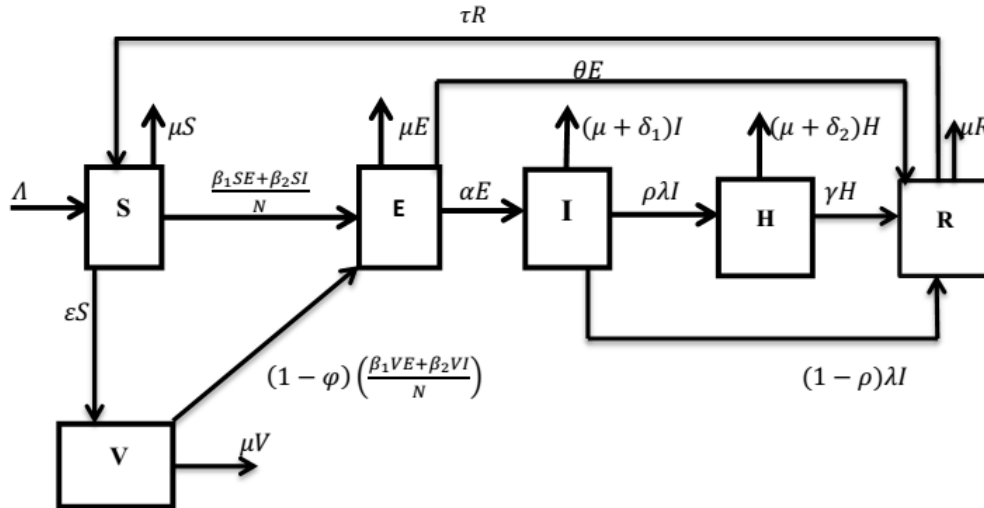 τR
θE
μS
μE
(μ + δ₁)I
(μ + δ₂)H
μR
Λ
S
β₁SE+β₂SI
N
E
αE
I
ρλI
H
γH
R
εS
(1 − φ) (β₁VE+β₂VI / N)
(1 − ρ)λI
V
μV